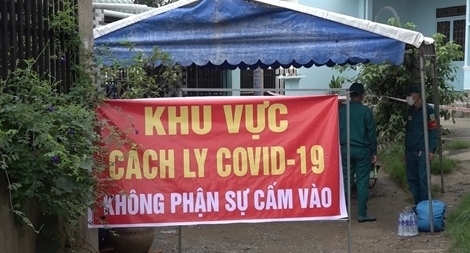 KHU VỰC
CÁCH LY COVID-19
KHÔNG PHẬN SỰ CẤM VÀO